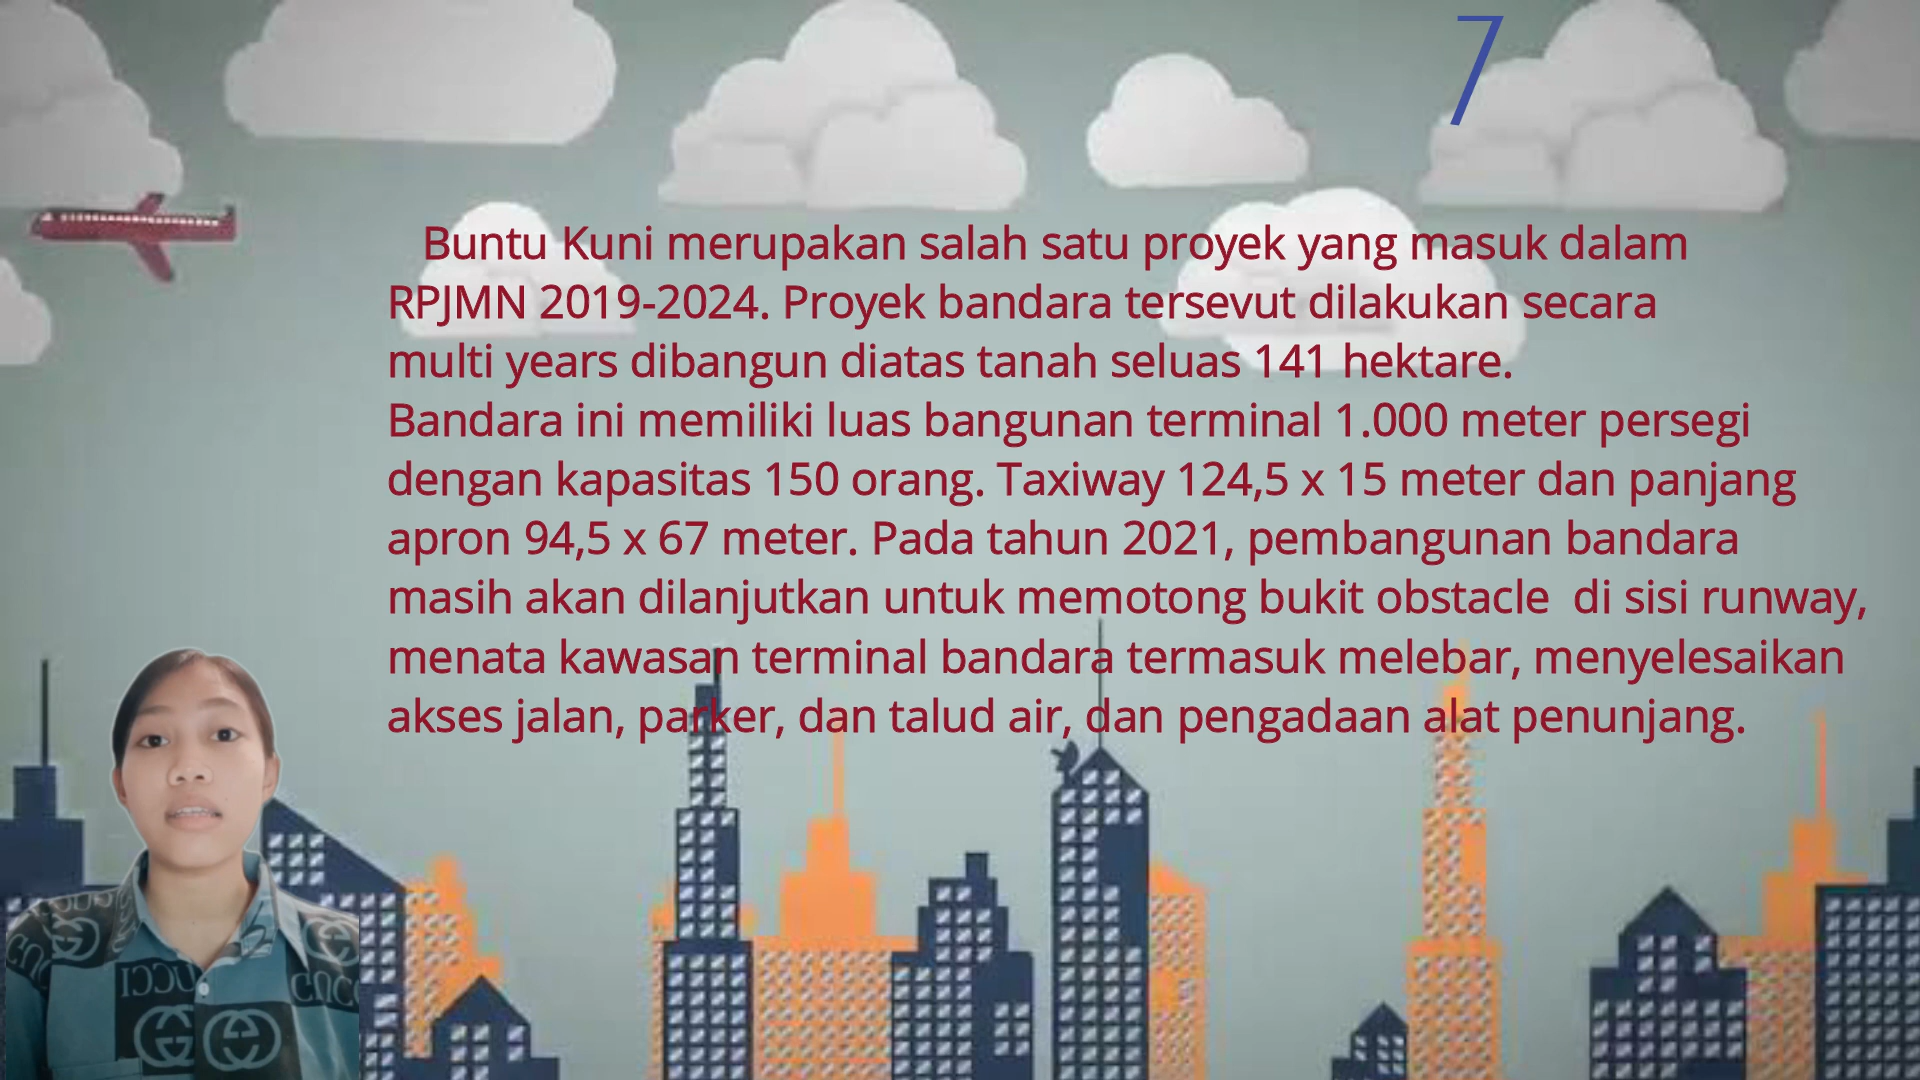 7
Buntu Kuni merupakan salah satu proyek yang masuk dalam
RPJMN 2019-2024. Proyek bandara tersevut dilakukan secara
multi years dibangun diatas tanah seluas 141 hektare.
Bandara ini memiliki luas bangunan terminal 1.000 meter persegi
dengan kapasitas 150 orang. Taxiway 124,5 x 15 meter dan panjang
apron 94,5 x 67 meter. Pada tahun 2021, pembangunan bandara
masih akan dilanjutkan untuk memotong bukit obstacle  di sisi runway,
menata kawasan terminal bandara termasuk melebar, menyelesaikan
akses jalan, parker, dan talud air, dan pengadaan alat penunjang.